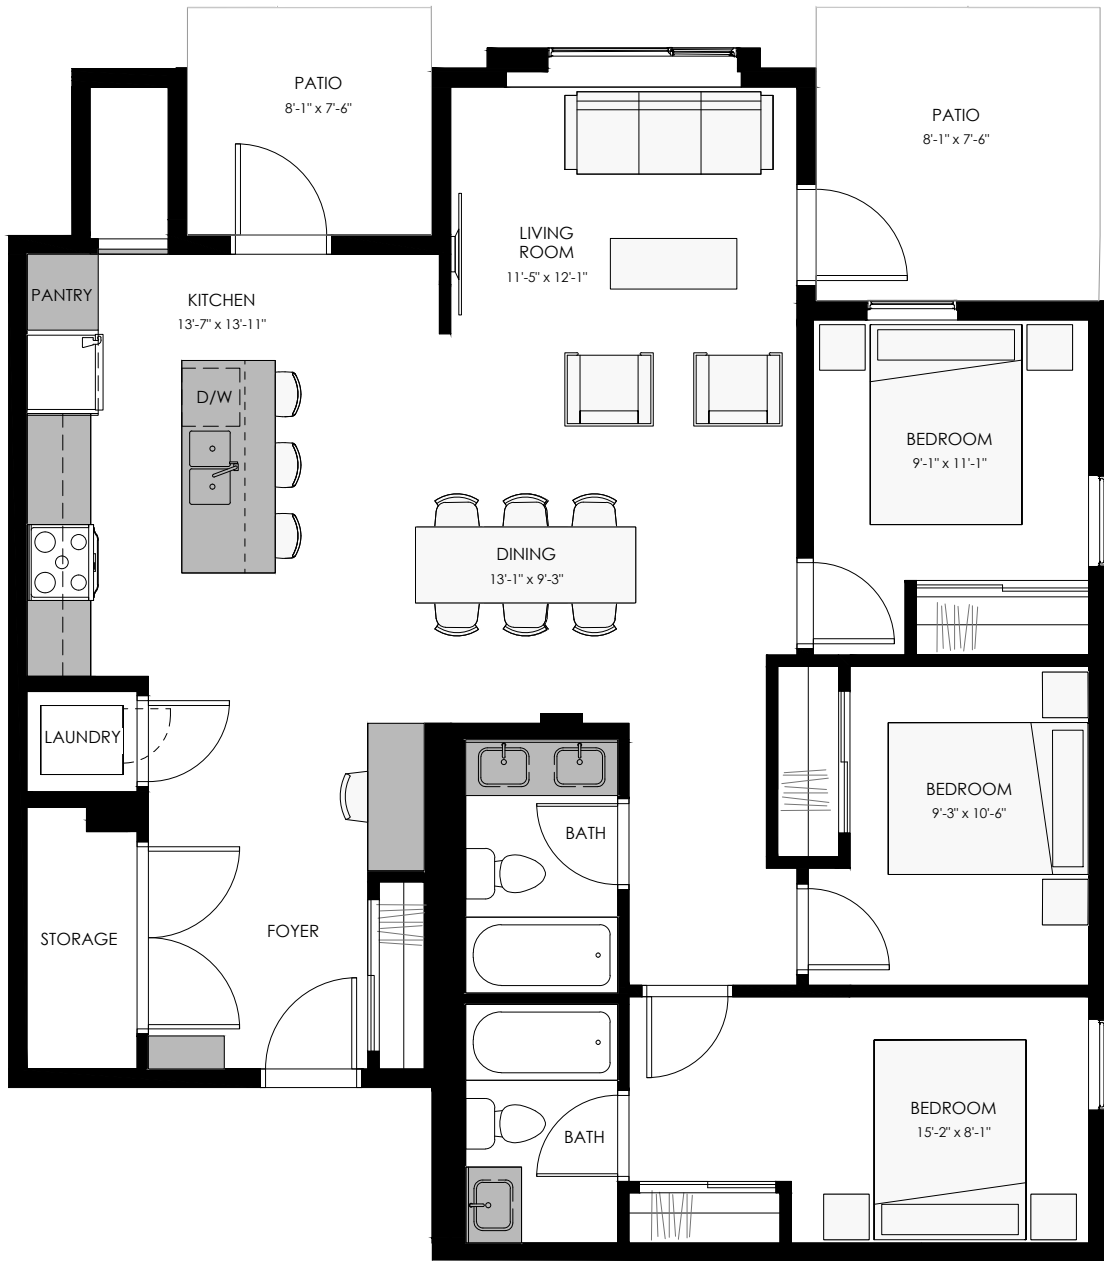 PATIO
8'-1" x 7'-6"
PATIO
8'-1" x 7'-6"
LIVING
ROOM
11'-5" x 12'-1"
PANTRY
KITCHEN
13'-7" x 13'-11"
D/W
BEDROOM
9'-1" x 11'-1"
DINING
13'-1" x 9'-3"
LAUNDRY
BEDROOM
9'-3" x 10'-6"
BATH
STORAGE
FOYER
BEDROOM
15'-2" x 8'-1"
BATH